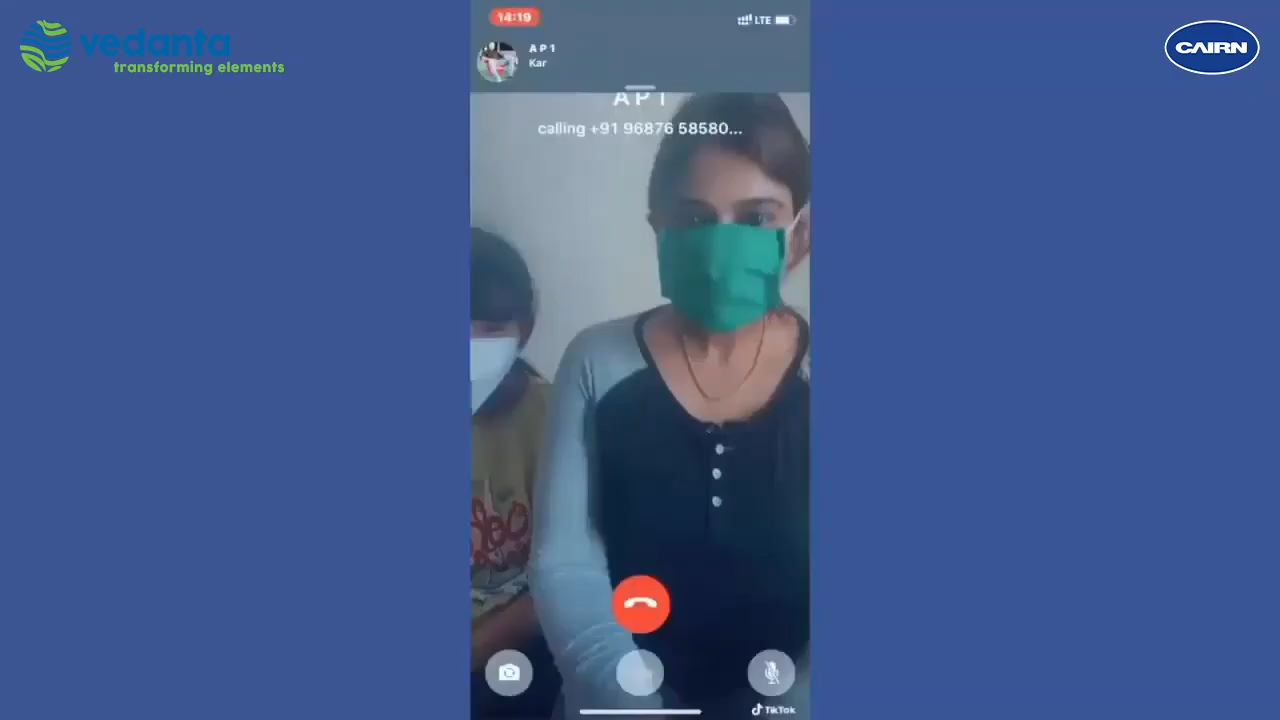 vedanta
transforming elements
CAIRN
14:19
LTE
A P 1
Kar
A P 1
calling +91 96876 58580...
TikTok